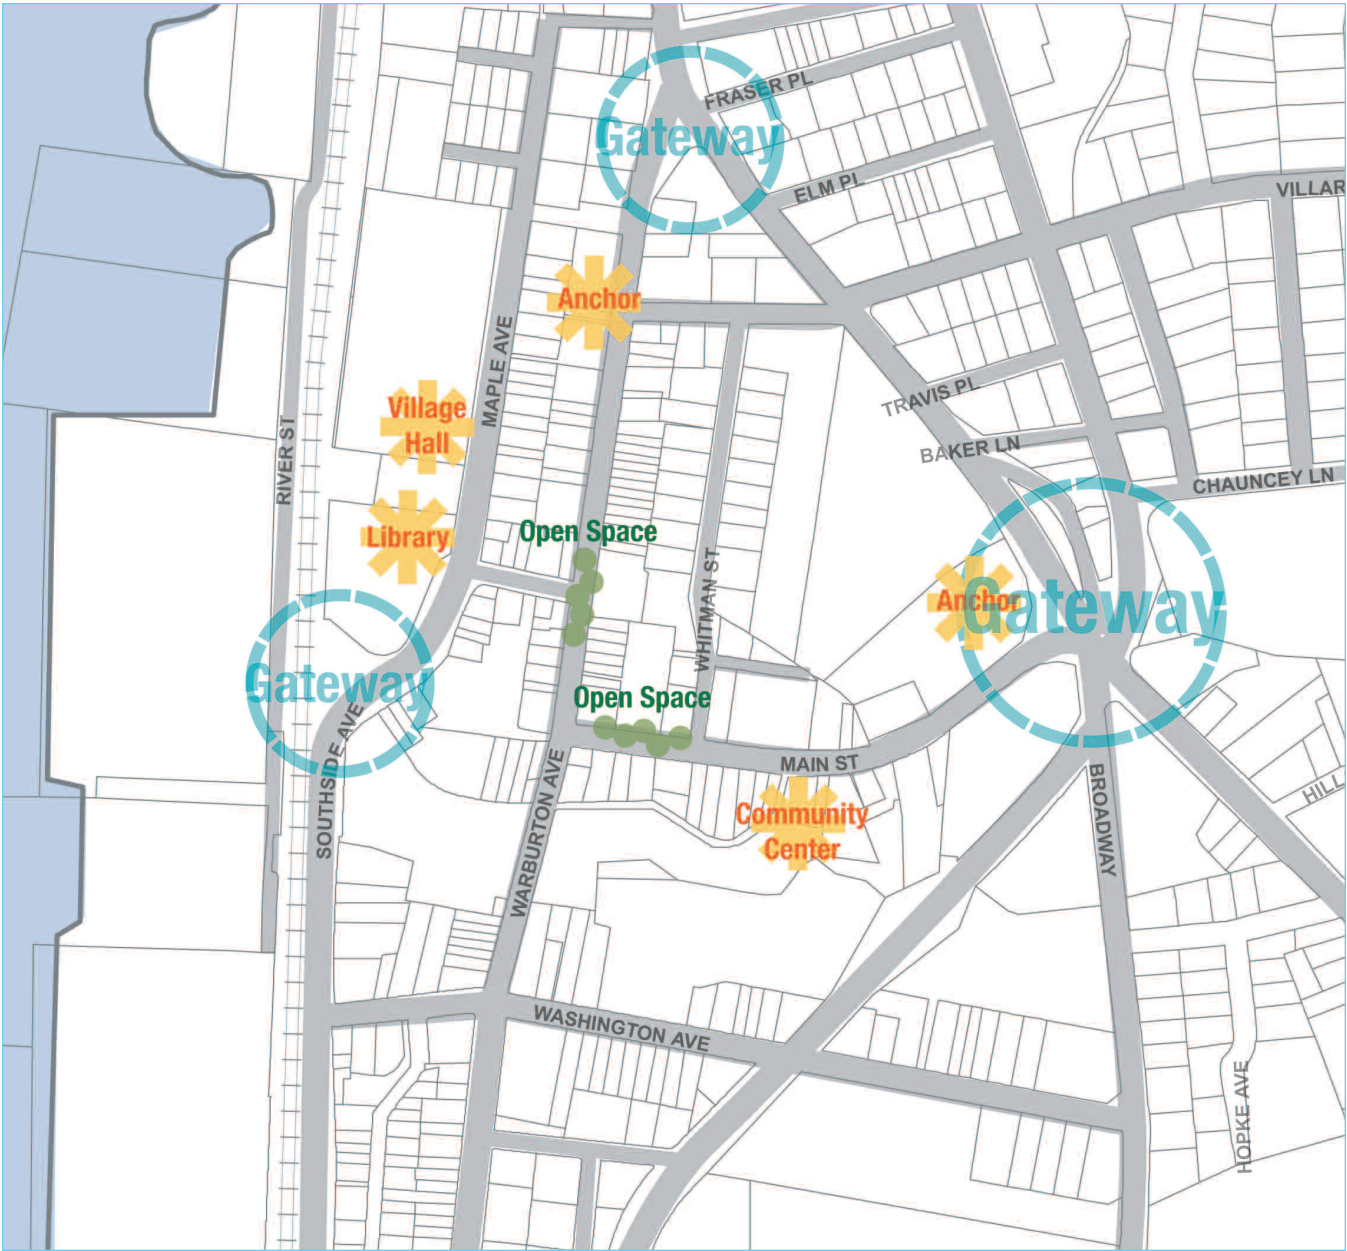 FRASER PL
Gateway
ELM PL
VILLAR
Anchor
MAPLE AVE
TRAVIS PL
Village
Hall
RIVER ST
BAKER LN
CHAUNCEY LN
Library
Open Space
WHITMAN ST
Anchor
Gateway
Gateway
Open Space
SOUTHSIDE AVE
WARBURTON AVE
MAIN ST
BROADWAY
HILL
Community
Center
WASHINGTON AVE
HOPKE AVE